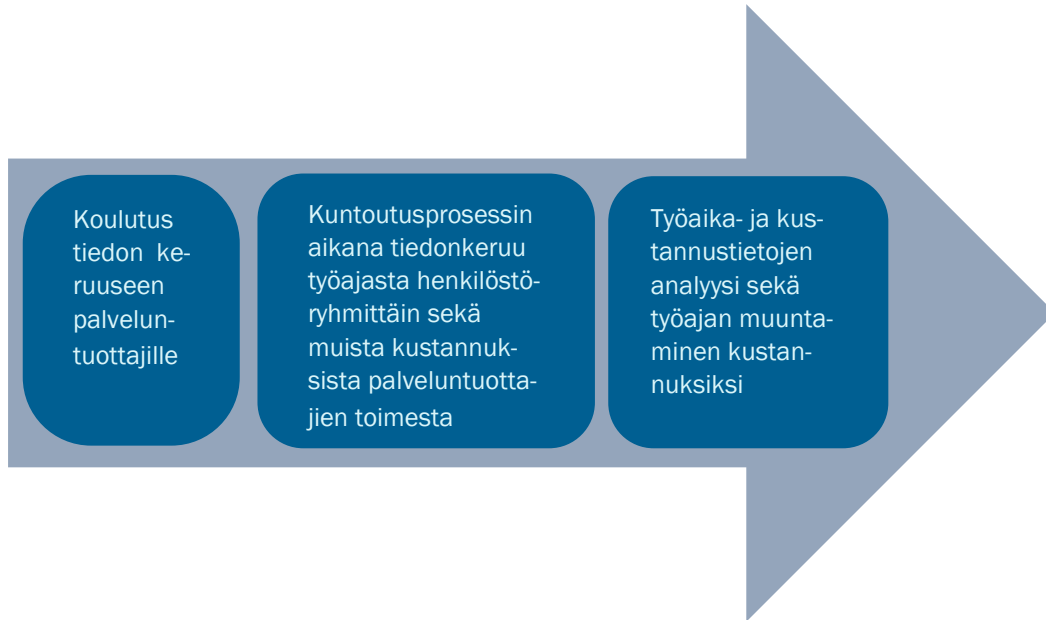 Koulutus
tiedon ke-
ruuseen
palvelun-
tuottajille
Kuntoutusprosessin
aikana tiedonkeruu
työajasta henkilöstö-
ryhmittäin sekä
muista kustannuk-
sista palveluntuotta-
jien toimesta
Työaika- ja kus-
tannustietojen
analyysi sekä
työajan muunta-
minen kustan-
nuksiksi